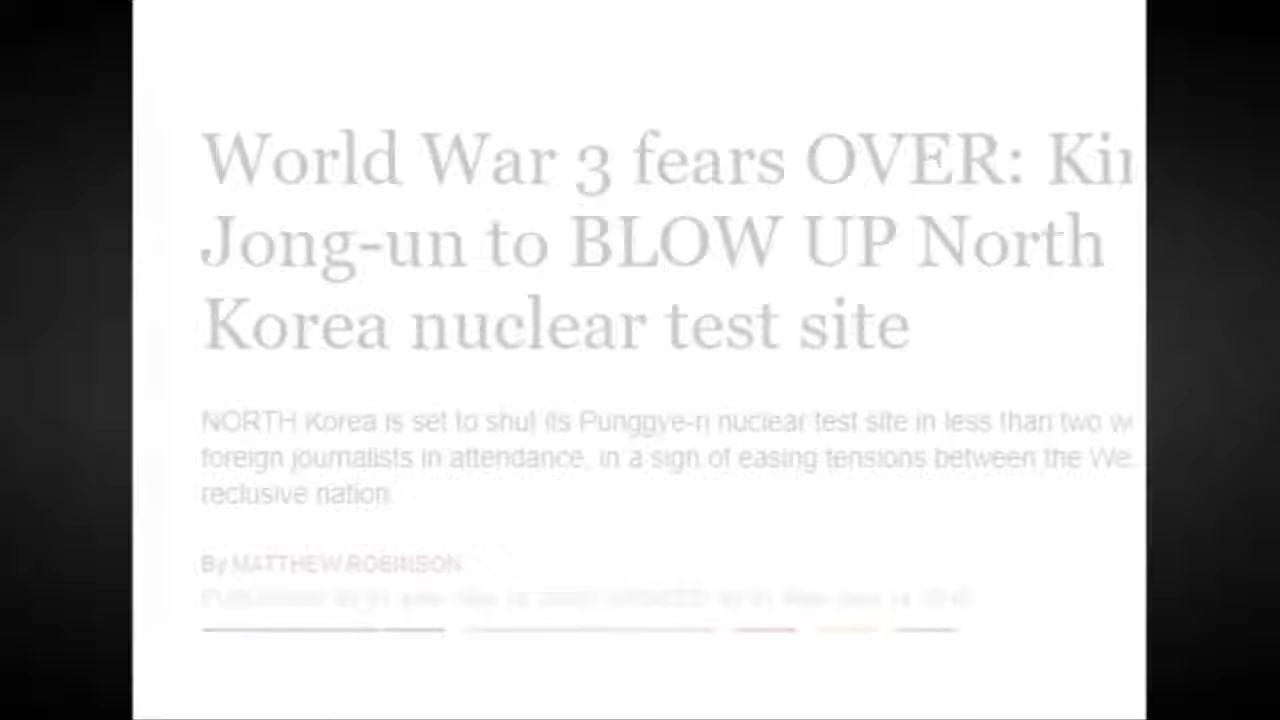 World War 3 fears OVER: Kin
Jong-un to BLOW UP North
Korea nuclear test site
NORTH Korea is set to shut its Punggye-ri nuclear test site in less than two w
foreign journalists in attendance, in a sign of easing tensions between the We
reclusive nation.
By MATTHEW ROBINSON